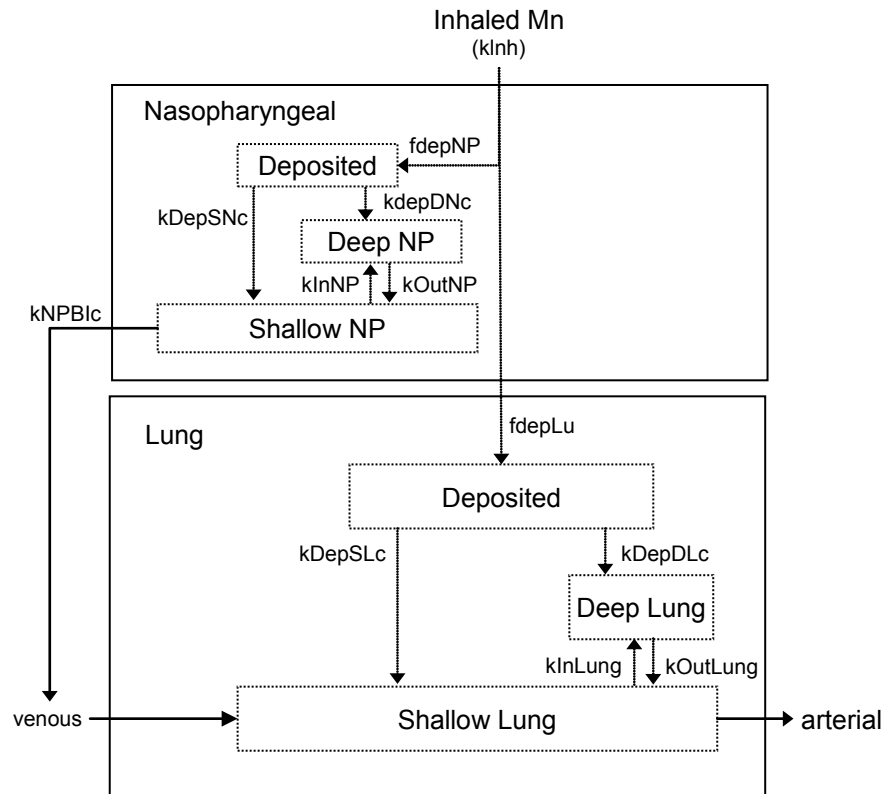 Inhaled Mn
(kInh)
Nasopharyngeal
fdepNP
Deposited
kDepSNc
kdepDNc
Deep NP
kInNP
kOutNP
kNPBlc
Shallow NP
fdepLu
Lung
Deposited
kDepSLc
kDepDLc
Deep Lung
kInLung
kOutLung
venous
Shallow Lung
arterial